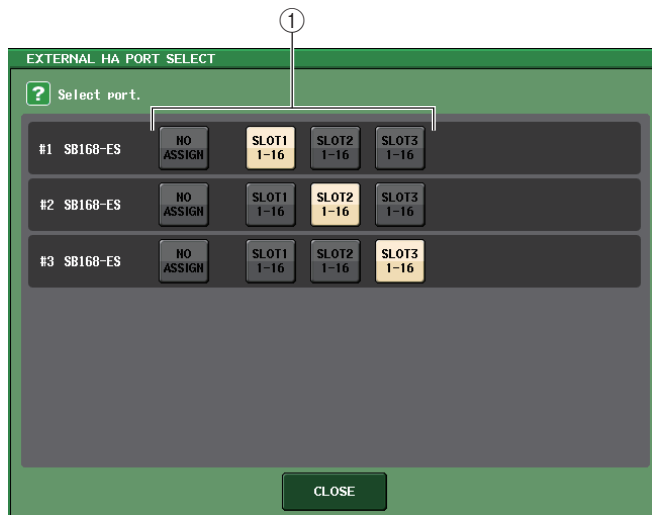 1
EXTERNAL HA PORT SELECT
? Select port.
#1 SB168-ES NO ASSIGN SLOT1 1-16 SLOT2 1-16 SLOT3 1-16
#2 SB168-ES NO ASSIGN SLOT1 1-16 SLOT2 1-16 SLOT3 1-16
#3 SB168-ES NO ASSIGN SLOT1 1-16 SLOT2 1-16 SLOT3 1-16
CLOSE